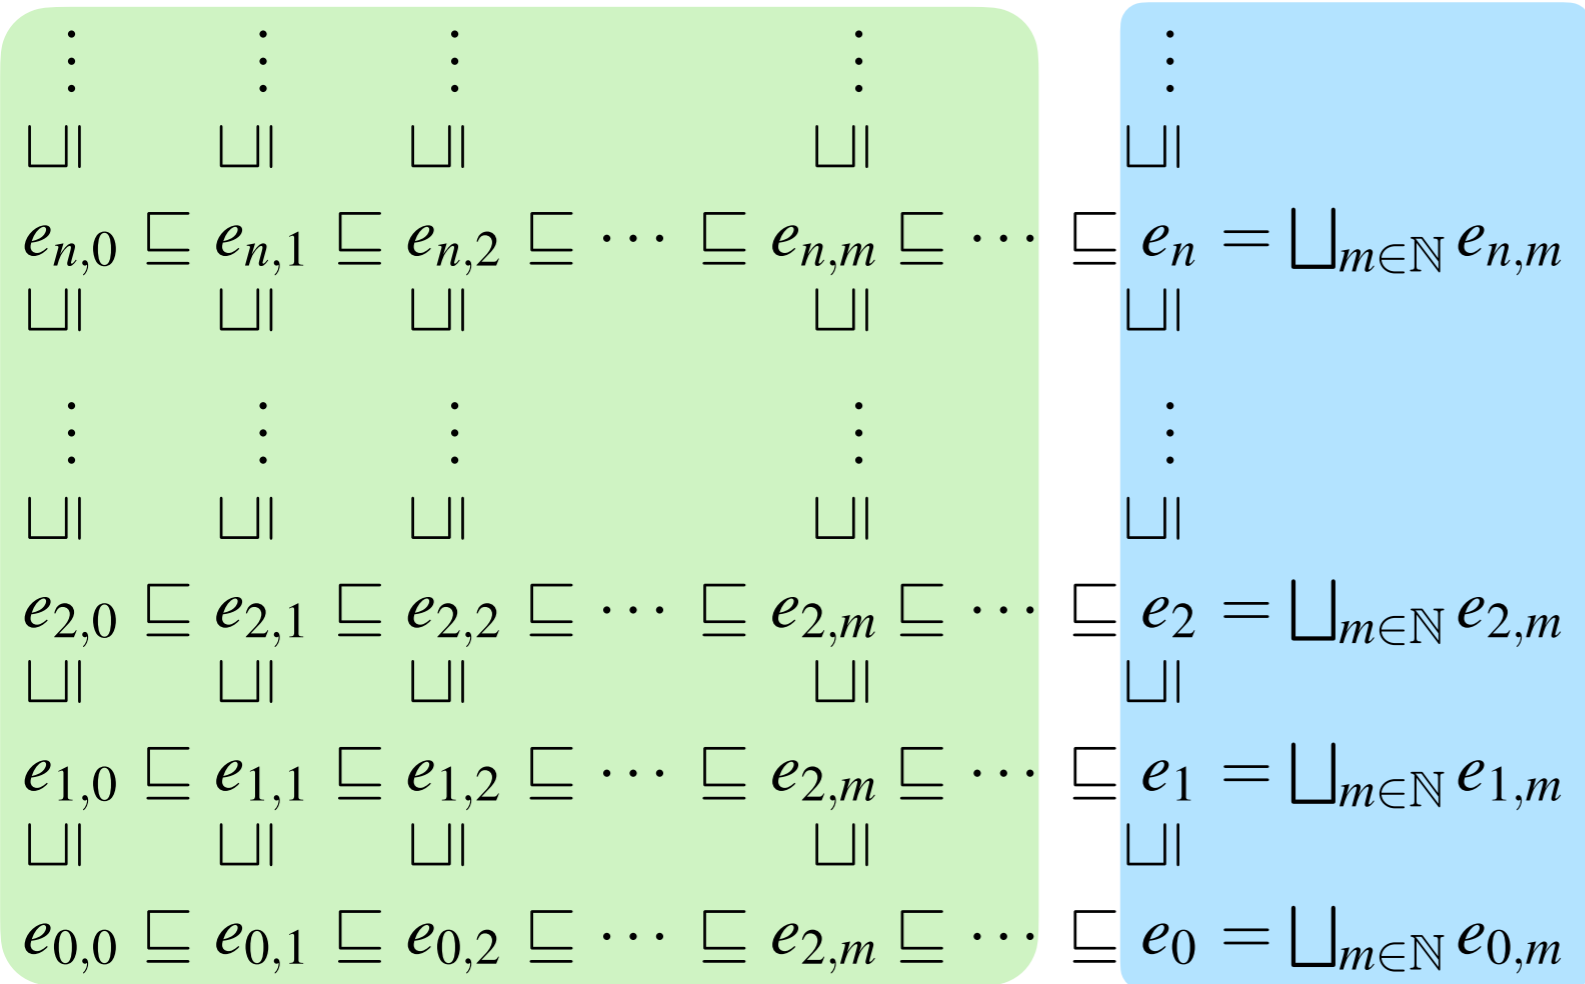 ⋮ ⋮ ⋮ ⋮ ⋮
⊔| ⊔| ⊔| ⊔| ⊔|
e_{n,0} ⊑ e_{n,1} ⊑ e_{n,2} ⊑ ⋯ ⊑ e_{n,m} ⊑ ⋯ ⊑ e_n = ⨆_{m∈ℕ} e_{n,m}
⊔| ⊔| ⊔| ⊔| ⊔|
⋮ ⋮ ⋮ ⋮ ⋮
⊔| ⊔| ⊔| ⊔| ⊔|
e_{2,0} ⊑ e_{2,1} ⊑ e_{2,2} ⊑ ⋯ ⊑ e_{2,m} ⊑ ⋯ ⊑ e_2 = ⨆_{m∈ℕ} e_{2,m}
⊔| ⊔| ⊔| ⊔| ⊔|
e_{1,0} ⊑ e_{1,1} ⊑ e_{1,2} ⊑ ⋯ ⊑ e_{2,m} ⊑ ⋯ ⊑ e_1 = ⨆_{m∈ℕ} e_{1,m}
⊔| ⊔| ⊔| ⊔| ⊔|
e_{0,0} ⊑ e_{0,1} ⊑ e_{0,2} ⊑ ⋯ ⊑ e_{2,m} ⊑ ⋯ ⊑ e_0 = ⨆_{m∈ℕ} e_{0,m}